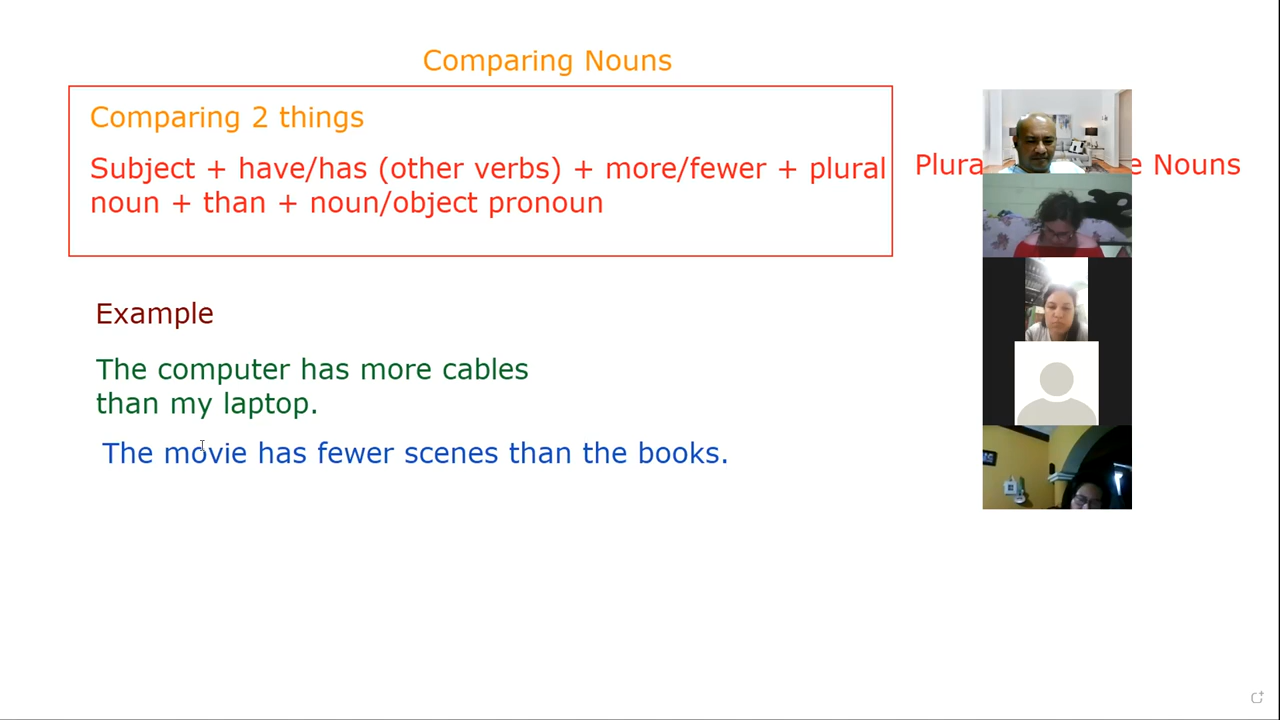 Comparing Nouns
Comparing 2 things
Subject + have/has (other verbs) + more/fewer + plural
noun + than + noun/object pronoun
Nouns
Example
The computer has more cables
than my laptop.
The movie has fewer scenes than the books.